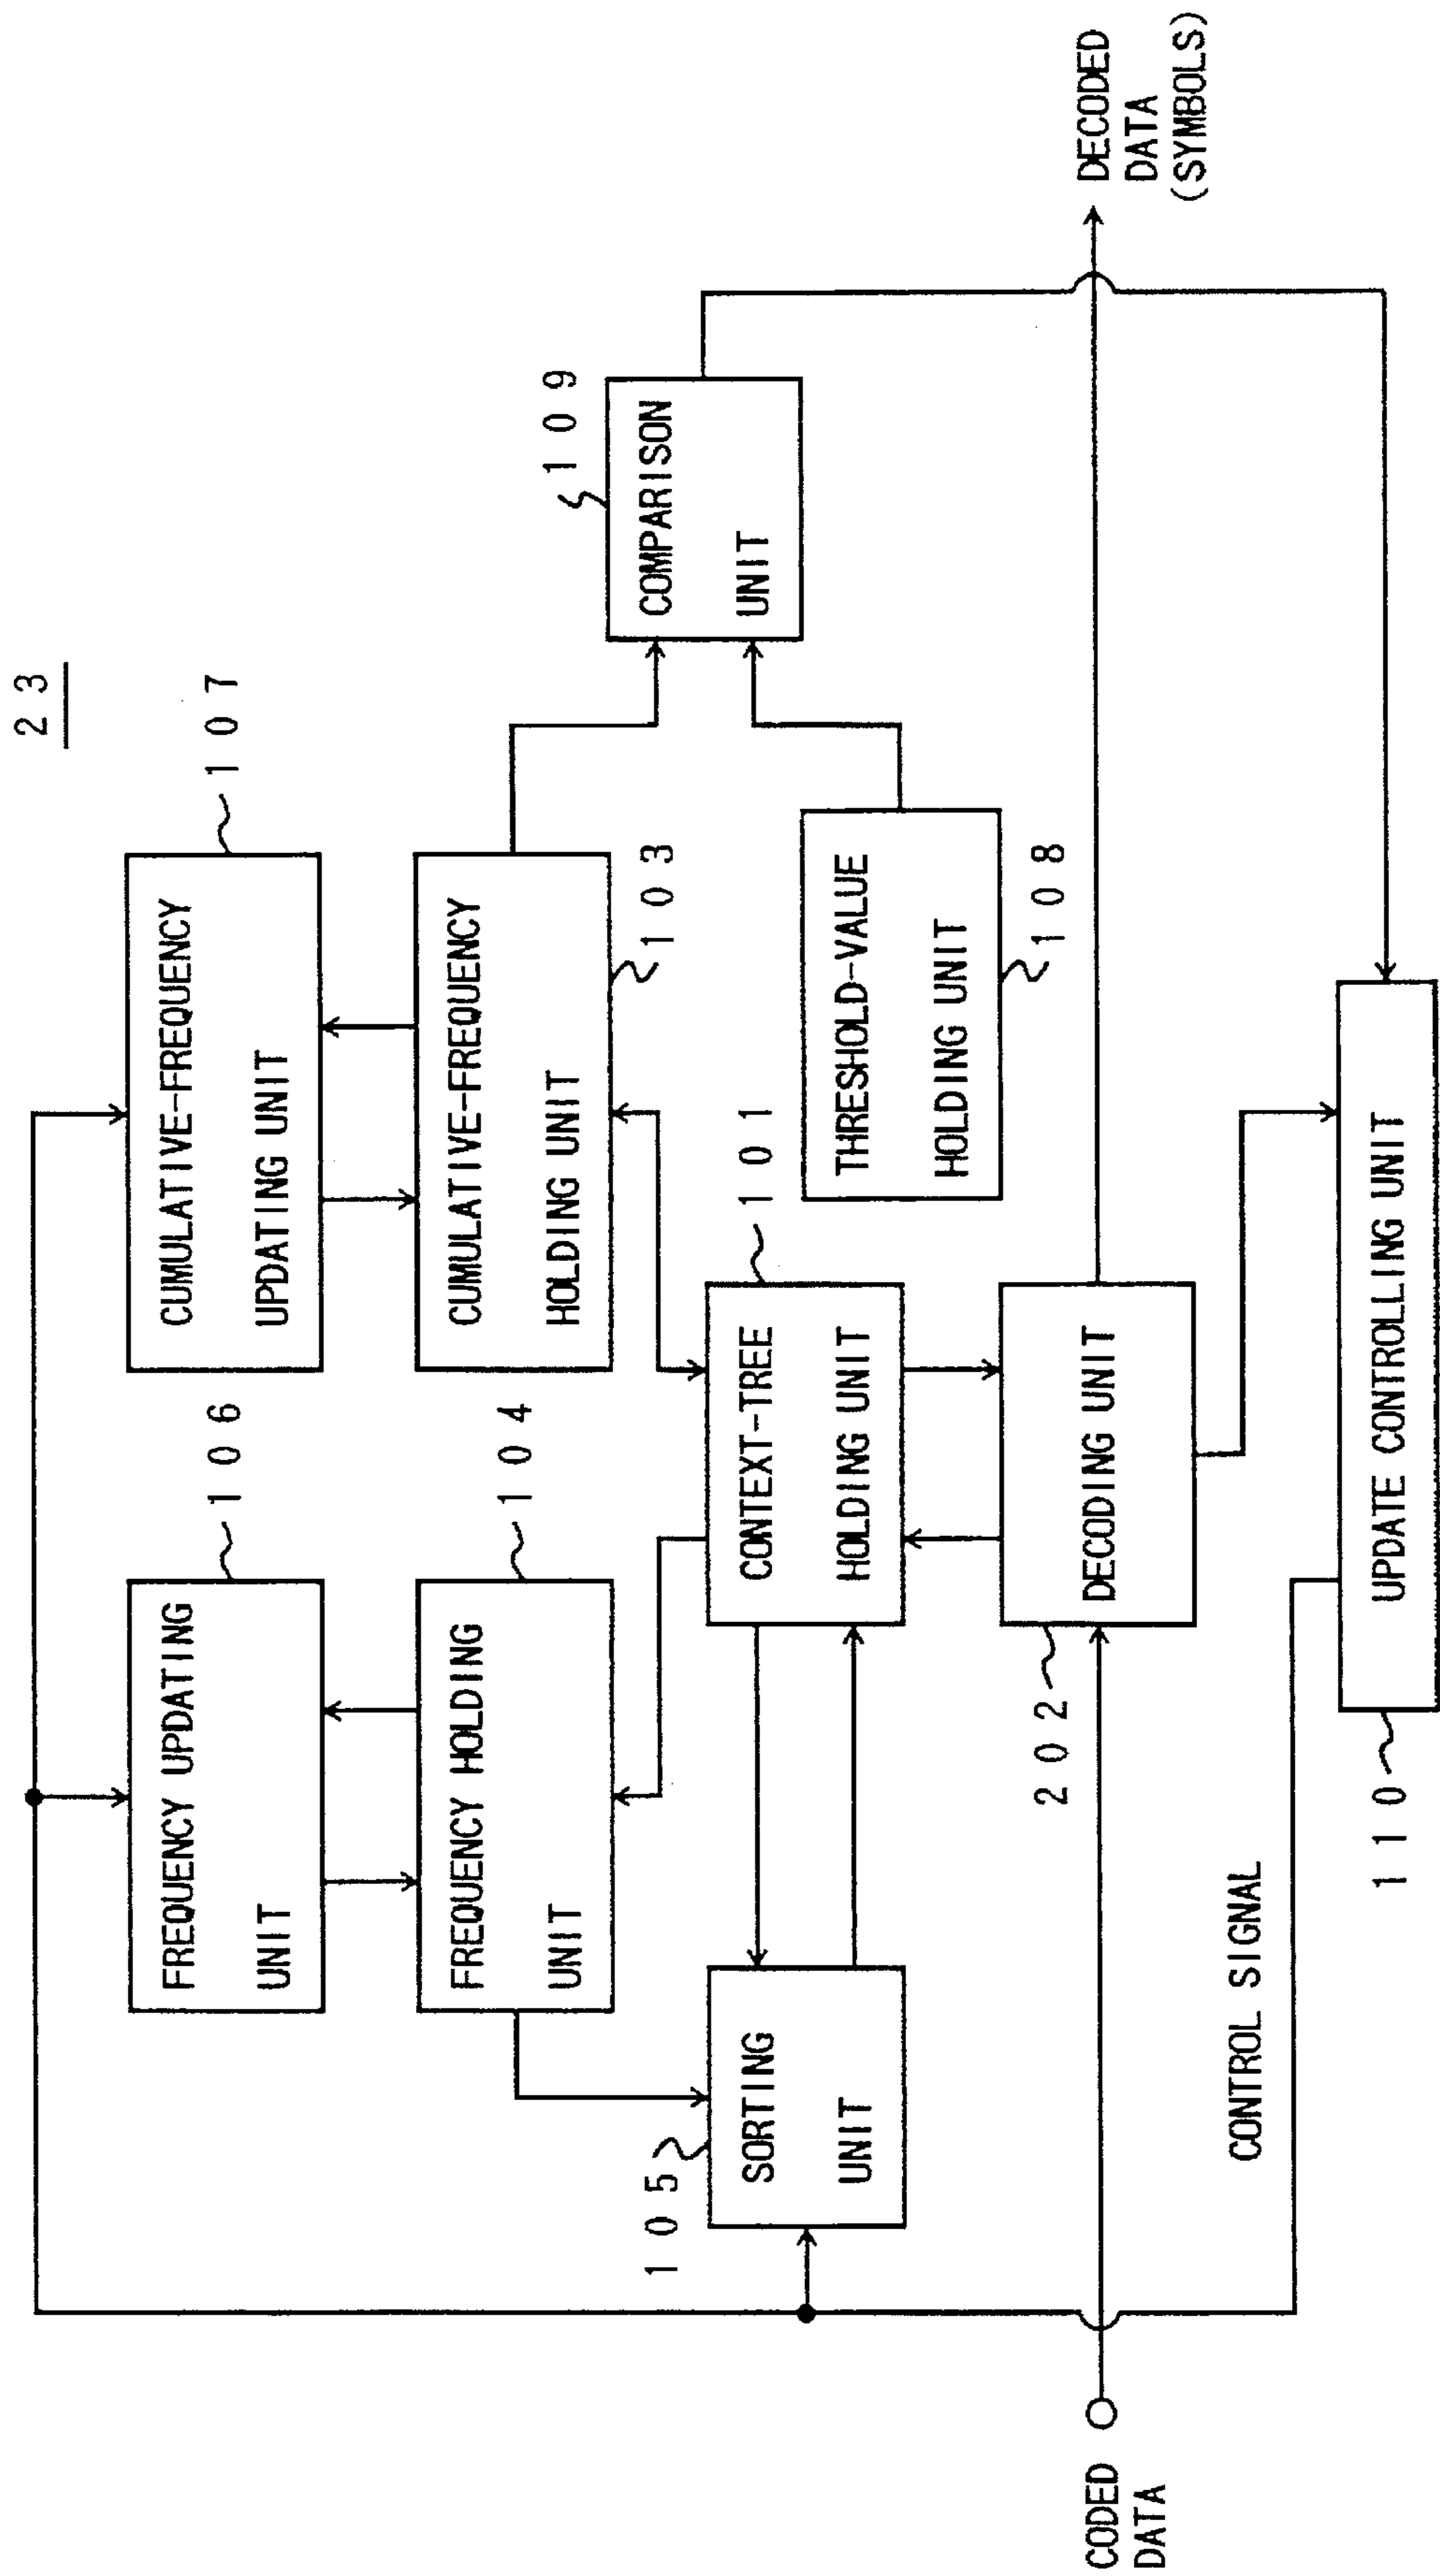 23
106
FREQUENCY UPDATING
UNIT
107
CUMULATIVE-FREQUENCY
UPDATING UNIT
104
FREQUENCY HOLDING
UNIT
CUMULATIVE-FREQUENCY
HOLDING UNIT
103
109
COMPARISON
UNIT
105
SORTING
UNIT
101
CONTEXT-TREE
HOLDING UNIT
THRESHOLD-VALUE
HOLDING UNIT
108
CODED
DATA
202
DECODING UNIT
DECODED
DATA
(SYMBOLS)
CONTROL SIGNAL
110
UPDATE CONTROLLING UNIT